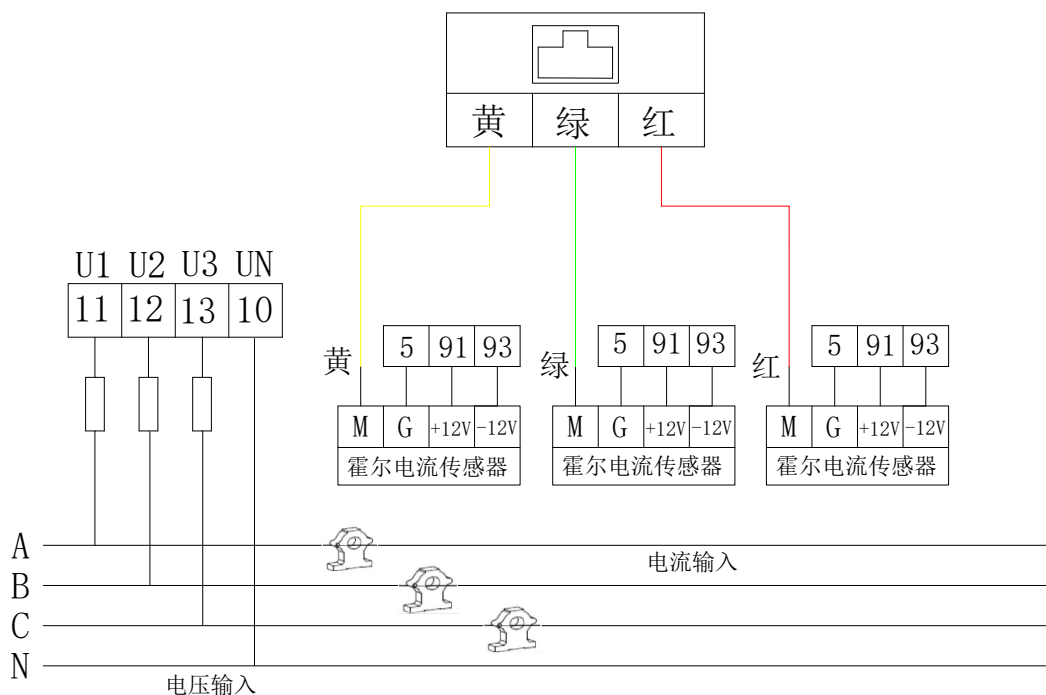 黄 绿 红
U1 U2 U3 UN
11 12 13 10
黄 5 91 93 绿 5 91 93 红 5 91 93
M G +12V -12V M G +12V -12V M G +12V -12V
霍尔电流传感器 霍尔电流传感器 霍尔电流传感器
A
电流输入
B
C
N
电压输入